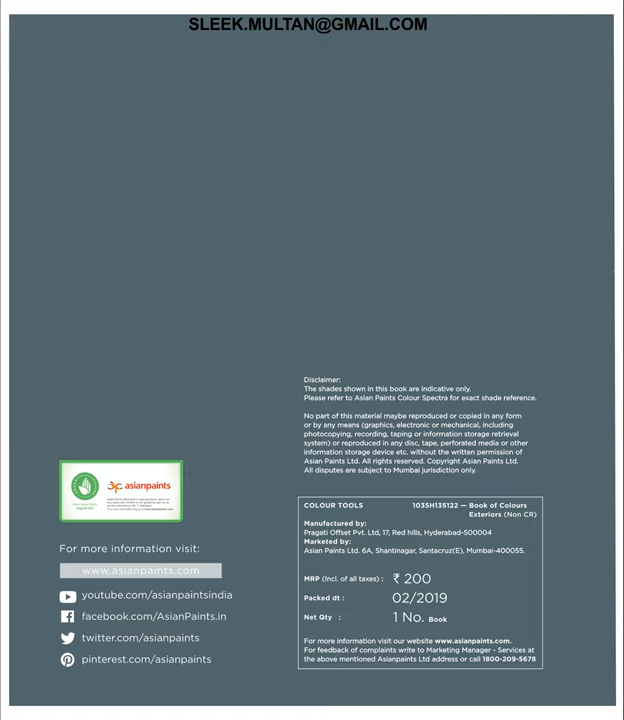 SLEEK.MULTAN@GMAIL.COM
Disclaimer:
The shades shown in this book are indicative only.
Please refer to Asian Paints Colour Spectra for exact shade reference.
No part of this material maybe reproduced or copied in any form
or by any means (graphics, electronic or mechanical, including
photocopying, recording, taping or information storage retrieval
system) or reproduced in any disc, tape, perforated media or other
information storage device etc. without the written permission of
Asian Paints Ltd. All rights reserved. Copyright Asian Paints Ltd.
All disputes are subject to Mumbai jurisdiction only.
asianpaints
For more information visit:
www.asianpaints.com
youtube.com/asianpaintsindia
facebook.com/AsianPaints.in
twitter.com/asianpaints
pinterest.com/asianpaints
COLOUR TOOLS 1035H135122 — Book of Colours
Exteriors (Non CR)
Manufactured by:
Pragati Offset Pvt. Ltd, 17, Red hills, Hyderabad-500004
Marketed by:
Asian Paints Ltd. 6A, Shantinagar, Santacruz(E), Mumbai-400055.
MRP (Incl. of all taxes) : ₹ 200
Packed dt : 02/2019
Net Qty : 1 No. Book
For more information visit our website www.asianpaints.com.
For feedback of complaints write to Marketing Manager - Services at
the above mentioned Asianpaints Ltd address or call 1800-209-5678